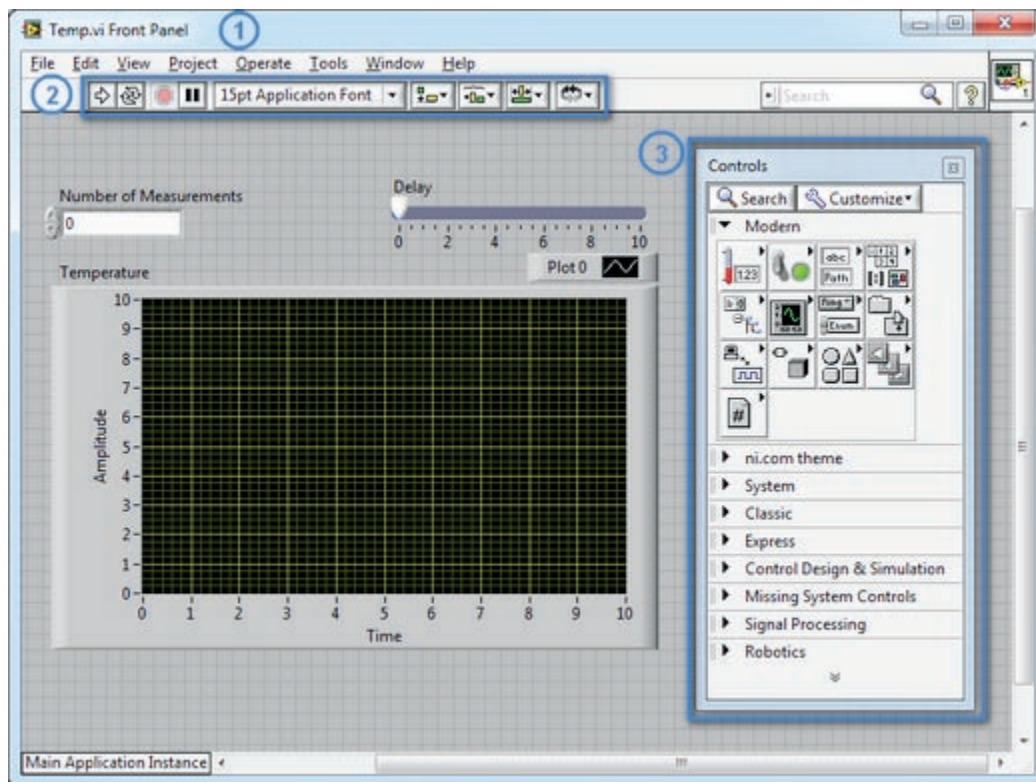 Temp.vi Front Panel
1
File Edit View Project Operate Tools Window Help
2
15pt Application Font
Search
3
Controls
Search Customize
Modern
123
abc
Path
Ring
Enum
#
ni.com theme
System
Classic
Express
Control Design & Simulation
Missing System Controls
Signal Processing
Robotics
Number of Measurements
0
Delay
0 2 4 6 8 10
Temperature
Plot 0
Amplitude
10
9
8
7
6
5
4
3
2
1
0
0 1 2 3 4 5 6 7 8 9 10
Time
Main Application Instance